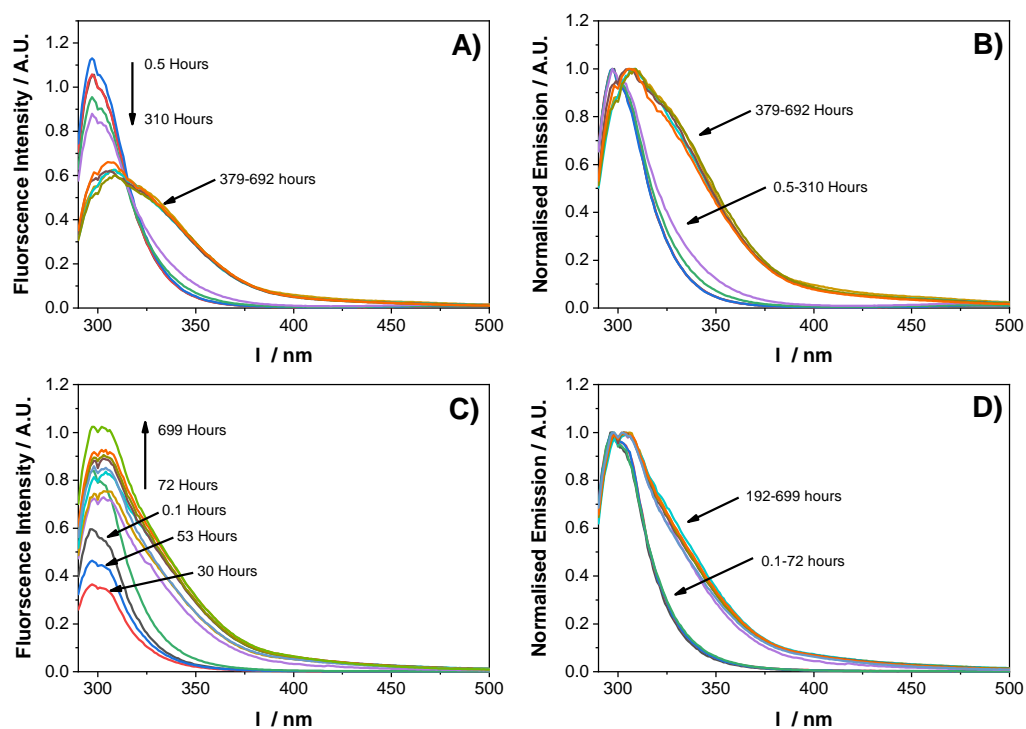 A)
Fluorescence Intensity / A.U.
1.2
1.0
0.8
0.6
0.4
0.2
0.0
0.5 Hours
310 Hours
379-692 hours
300 350 400 450 500
l / nm
B)
Normalised Emission / A.U.
1.2
1.0
0.8
0.6
0.4
0.2
0.0
379-692 Hours
0.5-310 Hours
300 350 400 450 500
l / nm
C)
Fluorescence Intensity / A.U.
1.2
1.0
0.8
0.6
0.4
0.2
0.0
699 Hours
72 Hours
0.1 Hours
53 Hours
30 Hours
300 350 400 450 500
l / nm
D)
Normalised Emission / A.U.
1.2
1.0
0.8
0.6
0.4
0.2
0.0
192-699 hours
0.1-72 hours
300 350 400 450 500
l / nm